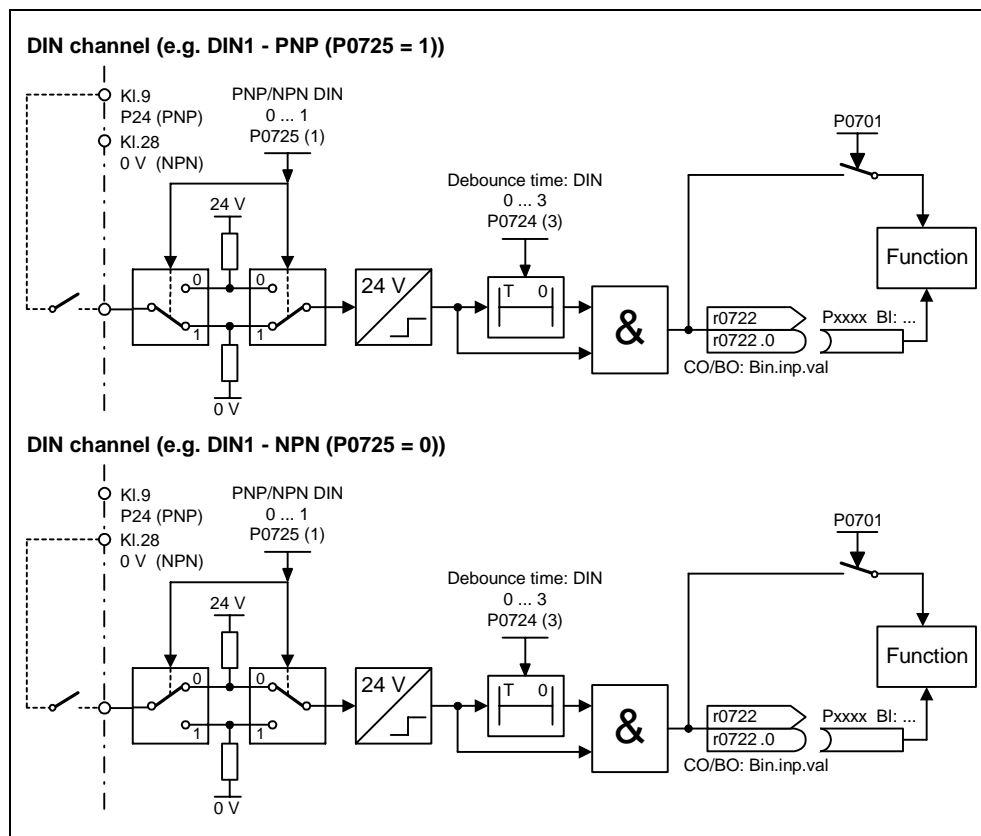 DIN channel (e.g. DIN1 - PNP (P0725 = 1))
Kl.9
P24 (PNP)
Kl.28
0 V (NPN)
PNP/NPN DIN
0 ... 1
P0725 (1)
24 V
0
0
1
1
0 V
24 V
Debounce time: DIN
0 ... 3
P0724 (3)
T 0
&
P0701
Function
r0722
r0722 .0
Pxxxx BI: ...
CO/BO: Bin.inp.val
DIN channel (e.g. DIN1 - NPN (P0725 = 0))
Kl.9
P24 (PNP)
Kl.28
0 V (NPN)
PNP/NPN DIN
0 ... 1
P0725 (1)
24 V
0
0
1
1
0 V
24 V
Debounce time: DIN
0 ... 3
P0724 (3)
T 0
&
P0701
Function
r0722
r0722 .0
Pxxxx BI: ...
CO/BO: Bin.inp.val